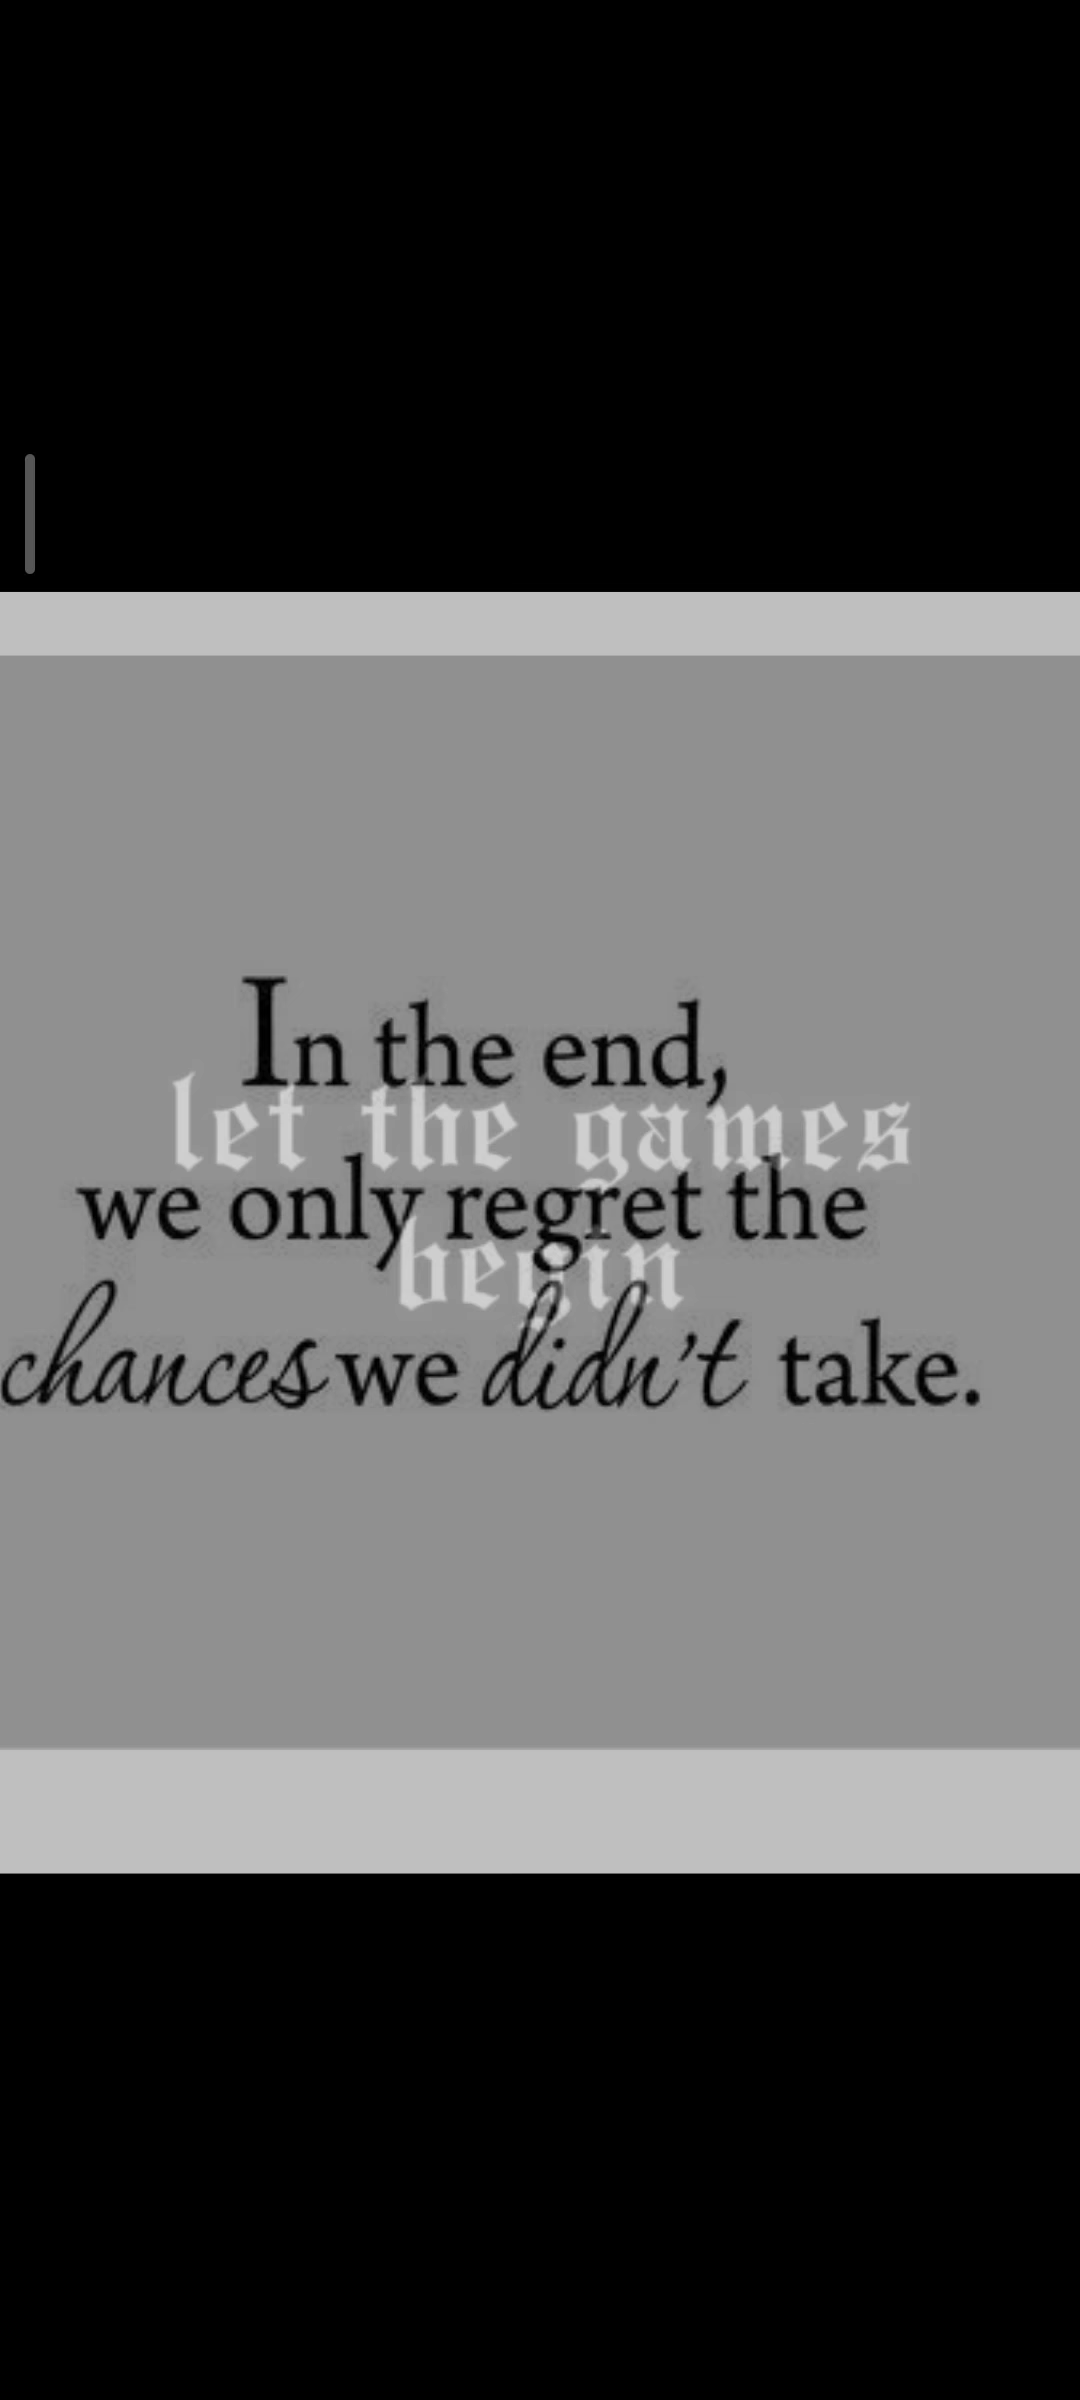 In the end,
let the games
we only regret the
begin
chances we didn't take.